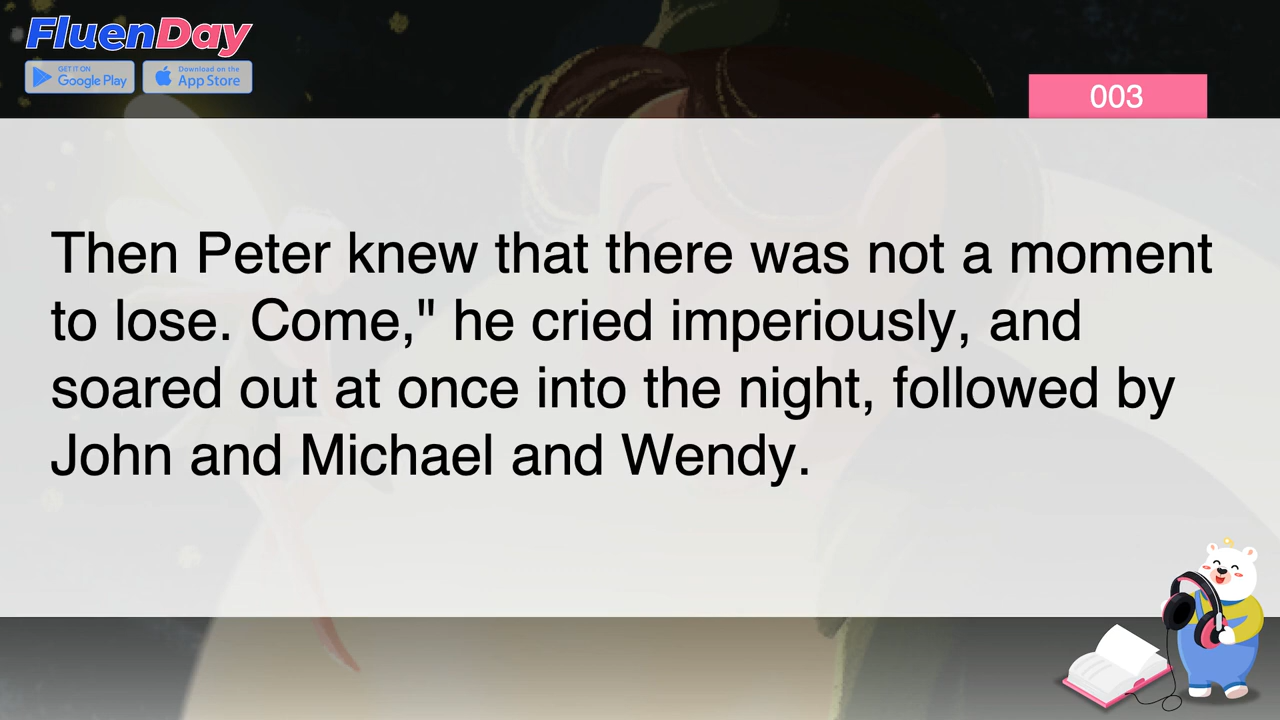 FluenDay
GET IT ON
Google Play
Download on the
App Store
003
Then Peter knew that there was not a moment
to lose. Come," he cried imperiously, and
soared out at once into the night, followed by
John and Michael and Wendy.